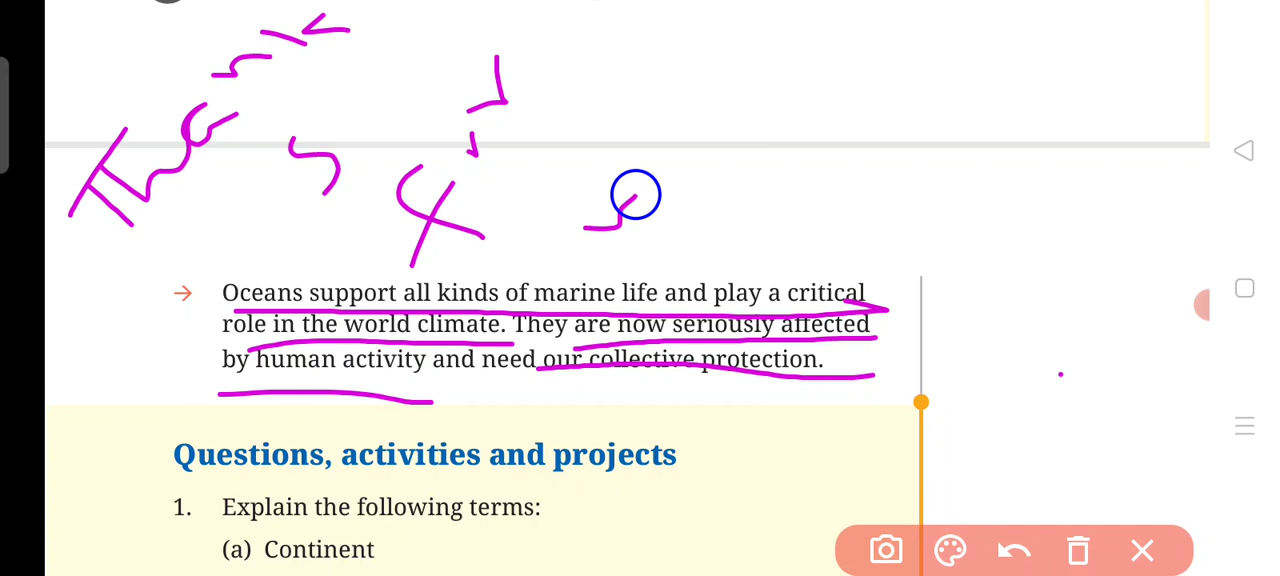 → Oceans support all kinds of marine life and play a critical
role in the world climate. They are now seriously affected
by human activity and need our collective protection.
Questions, activities and projects
1. Explain the following terms:
(a) Continent